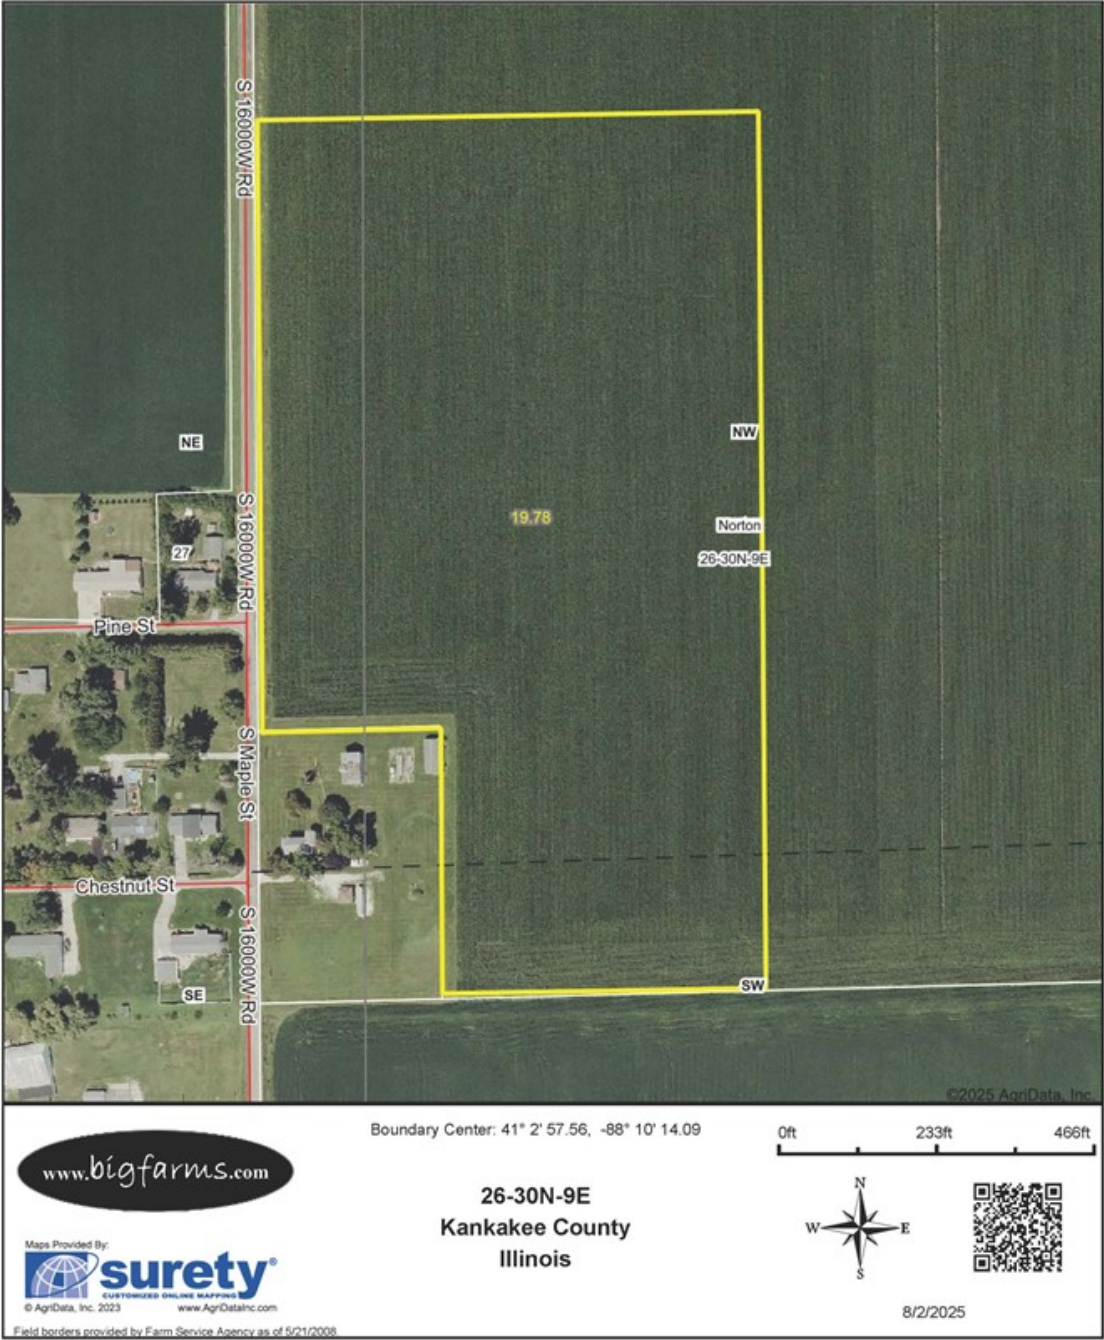 S 16000W Rd
NE
NW
19.78
S 16000W Rd
Norton
27
26-30N-9E
Pine St
S Maple St
Chestnut St
S 16000W Rd
SW
SE
©2025 AgriData, Inc.
Boundary Center: 41° 2' 57.56, -88° 10' 14.09
0ft 233ft 466ft
www.bigfarms.com
26-30N-9E
Kankakee County
Illinois
N
W E
S
Maps Provided By:
surety®
CUSTOMIZED ONLINE MAPPING
© AgriData, Inc. 2023 www.AgriDataInc.com
8/2/2025
Field borders provided by Farm Service Agency as of 5/21/2008.